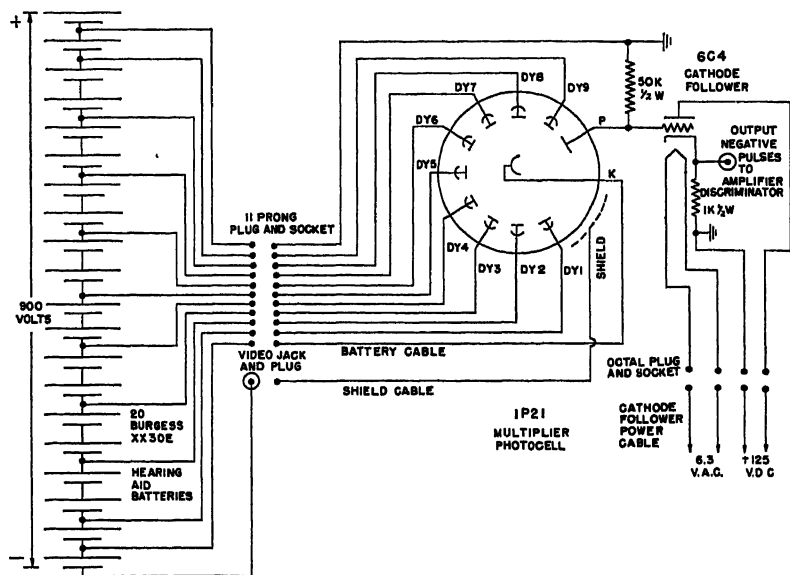 +
900
VOLTS
−
20
BURGESS
XX30E
HEARING
AID
BATTERIES
11 PRONG
PLUG AND SOCKET
VIDEO JACK
AND PLUG
BATTERY CABLE
SHIELD CABLE
DY7
DY8
DY9
DY6
DY5
DY4
DY3
DY2
DY1
P
K
SHIELD
1P21
MULTIPLIER
PHOTOCELL
50K
½ W
6C4
CATHODE
FOLLOWER
OUTPUT
NEGATIVE
PULSES
TO
AMPLIFIER
DISCRIMINATOR
1K ½W
OCTAL PLUG
AND SOCKET
CATHODE
FOLLOWER
POWER
CABLE
6.3
V.A.C.
+125
V.D C